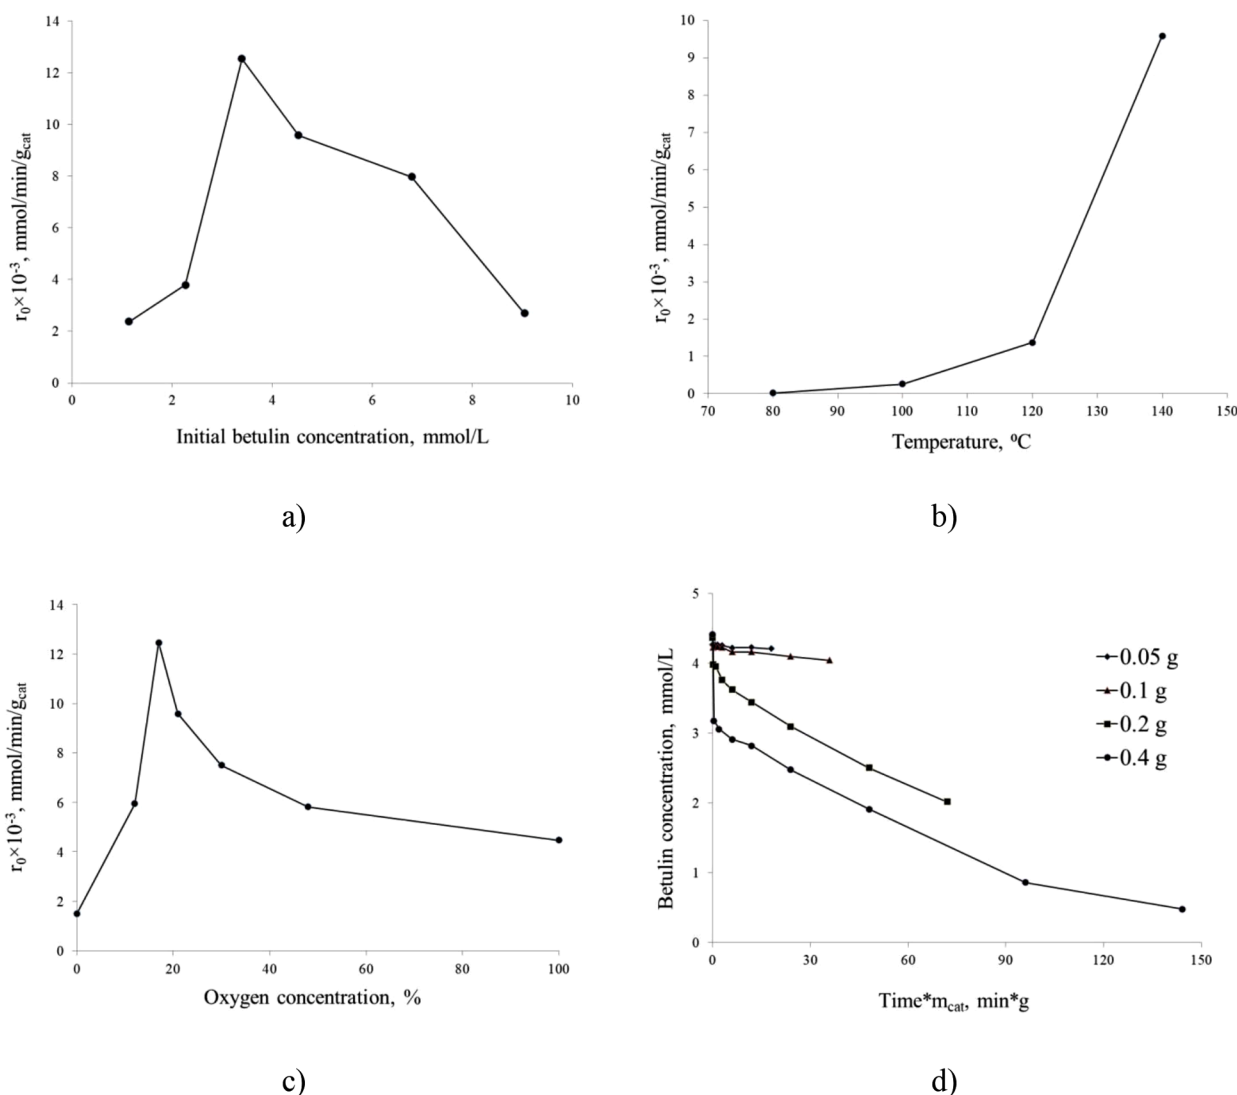 14
12
10
8
6
4
2
0
r₀×10⁻³, mmol/min/g_cat
0 2 4 6 8 10
Initial betulin concentration, mmol/L
a)
10
9
8
7
6
5
4
3
2
1
0
r₀×10⁻³, mmol/min/g_cat
70 80 90 100 110 120 130 140 150
Temperature, ⁰C
b)
14
12
10
8
6
4
2
0
r₀×10⁻³, mmol/min/g_cat
0 20 40 60 80 100
Oxygen concentration, %
c)
5
4
3
2
1
0
Betulin concentration, mmol/L
0.05 g
0.1 g
0.2 g
0.4 g
0 30 60 90 120 150
Time*m_cat, min*g
d)